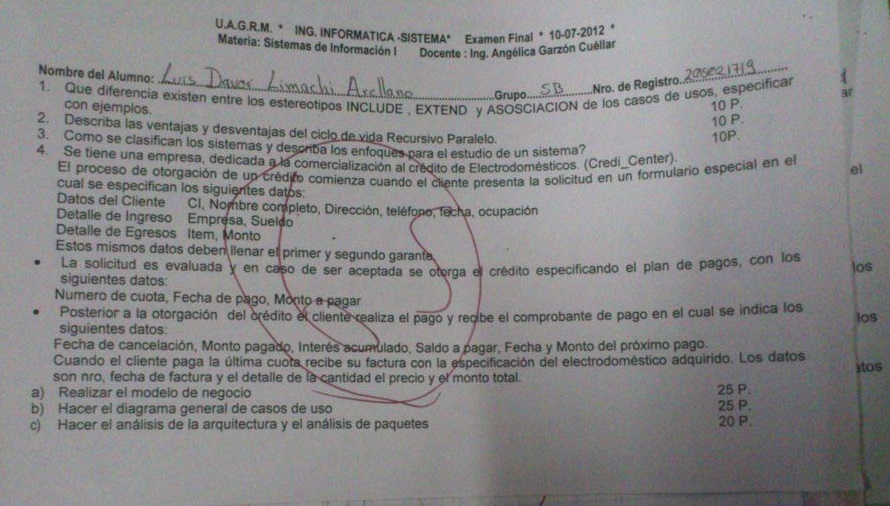 U.A.G.R.M. * ING. INFORMATICA -SISTEMA* Examen Final * 10-07-2012 *
Materia: Sistemas de Información I Docente : Ing. Angélica Garzón Cuéllar
Nombre del Alumno: Luis Davor Limachi Arellano Grupo SB Nro. de Registro. 205021719
1. Que diferencia existen entre los estereotipos INCLUDE , EXTEND y ASOSCIACION de los casos de usos, especificar
con ejemplos. 10 P.
2. Describa las ventajas y desventajas del ciclo de vida Recursivo Paralelo. 10 P.
3. Como se clasifican los sistemas y describa los enfoques para el estudio de un sistema? 10P.
4. Se tiene una empresa, dedicada a la comercialización al crédito de Electrodomésticos. (Credi_Center).
El proceso de otorgación de un crédito comienza cuando el cliente presenta la solicitud en un formulario especial en el
cual se especifican los siguientes datos:
Datos del Cliente CI, Nombre completo, Dirección, teléfono, fecha, ocupación
Detalle de Ingreso Empresa, Sueldo
Detalle de Egresos Item, Monto
Estos mismos datos deben llenar el primer y segundo garante
• La solicitud es evaluada y en caso de ser aceptada se otorga el crédito especificando el plan de pagos, con los
siguientes datos:
Numero de cuota, Fecha de pago, Monto a pagar
• Posterior a la otorgación del crédito el cliente realiza el pago y recibe el comprobante de pago en el cual se indica los
siguientes datos:
Fecha de cancelación, Monto pagado, Interés acumulado, Saldo a pagar, Fecha y Monto del próximo pago.
Cuando el cliente paga la última cuota recibe su factura con la especificación del electrodoméstico adquirido. Los datos
son nro, fecha de factura y el detalle de la cantidad el precio y el monto total.
a) Realizar el modelo de negocio 25 P.
b) Hacer el diagrama general de casos de uso 25 P.
c) Hacer el análisis de la arquitectura y el análisis de paquetes 20 P.
ar
el
los
los
atos